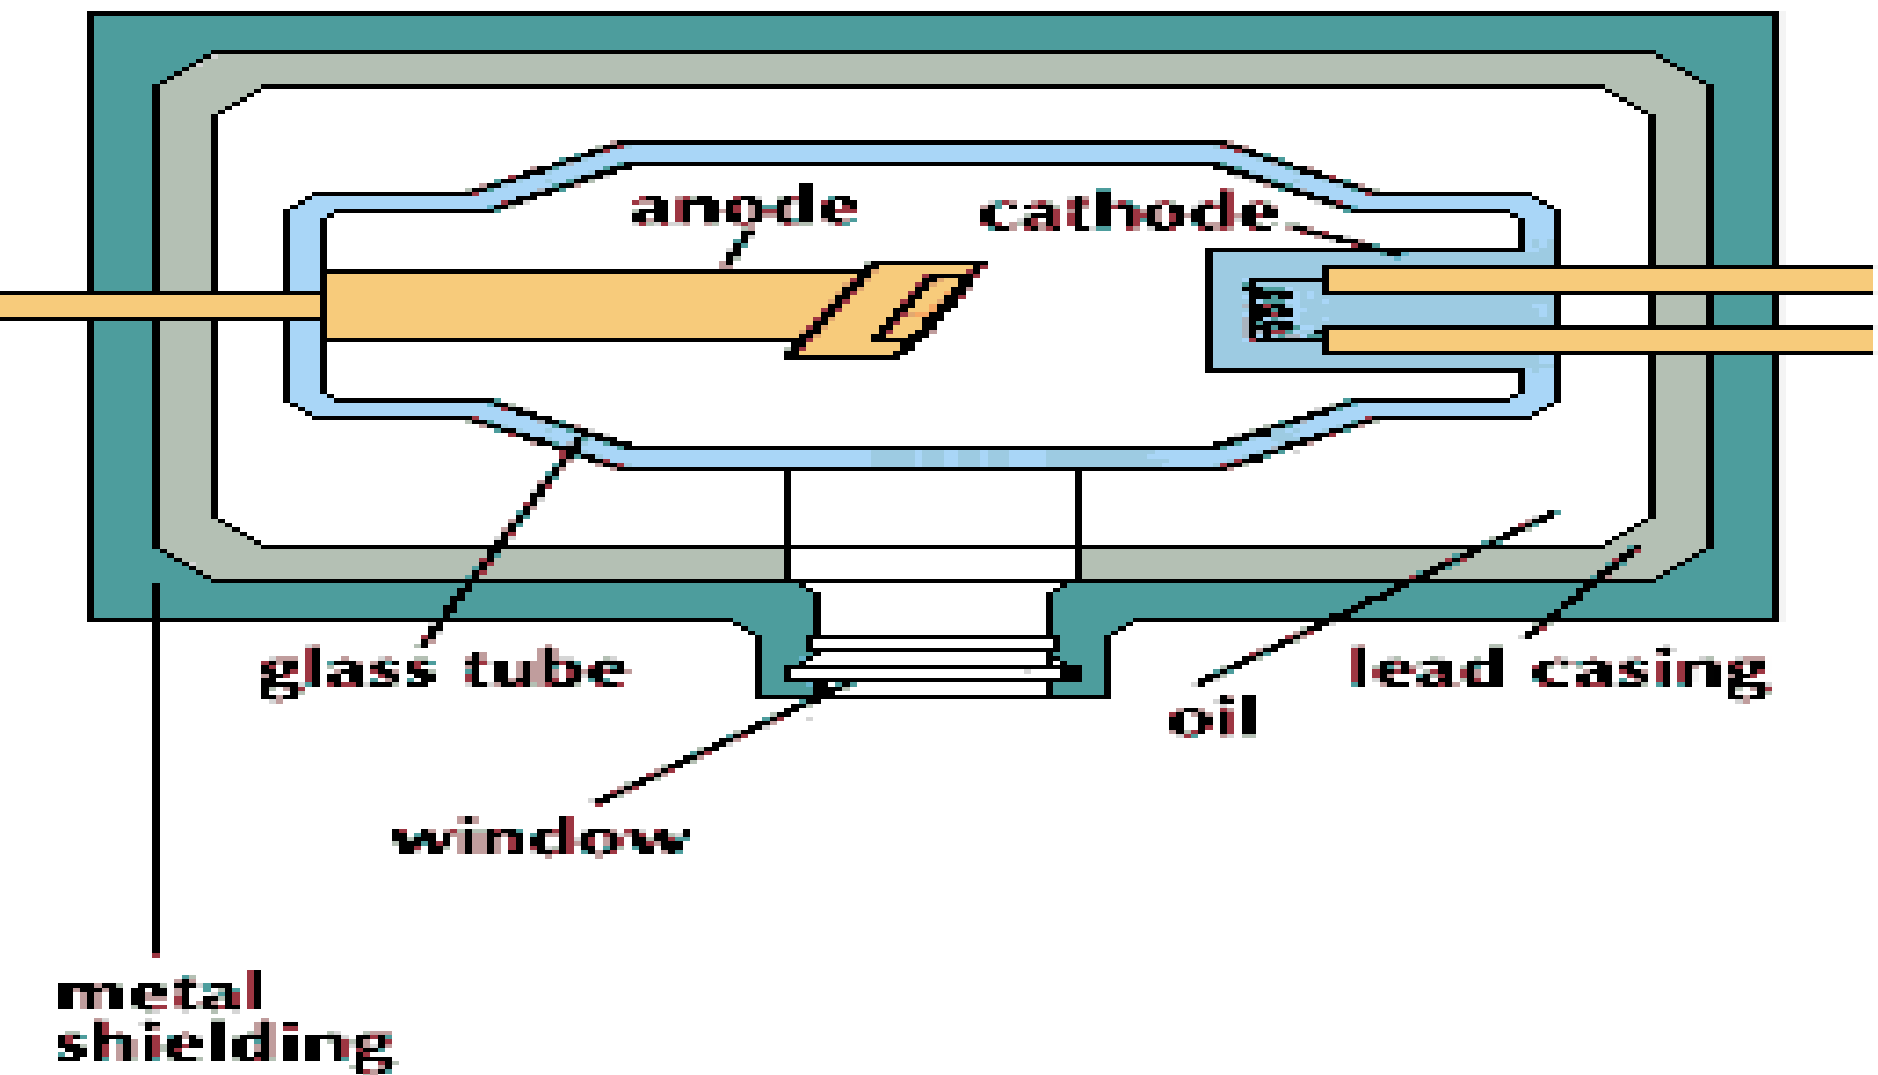 anode
cathode
glass tube
lead casing
oil
window
metal
shielding